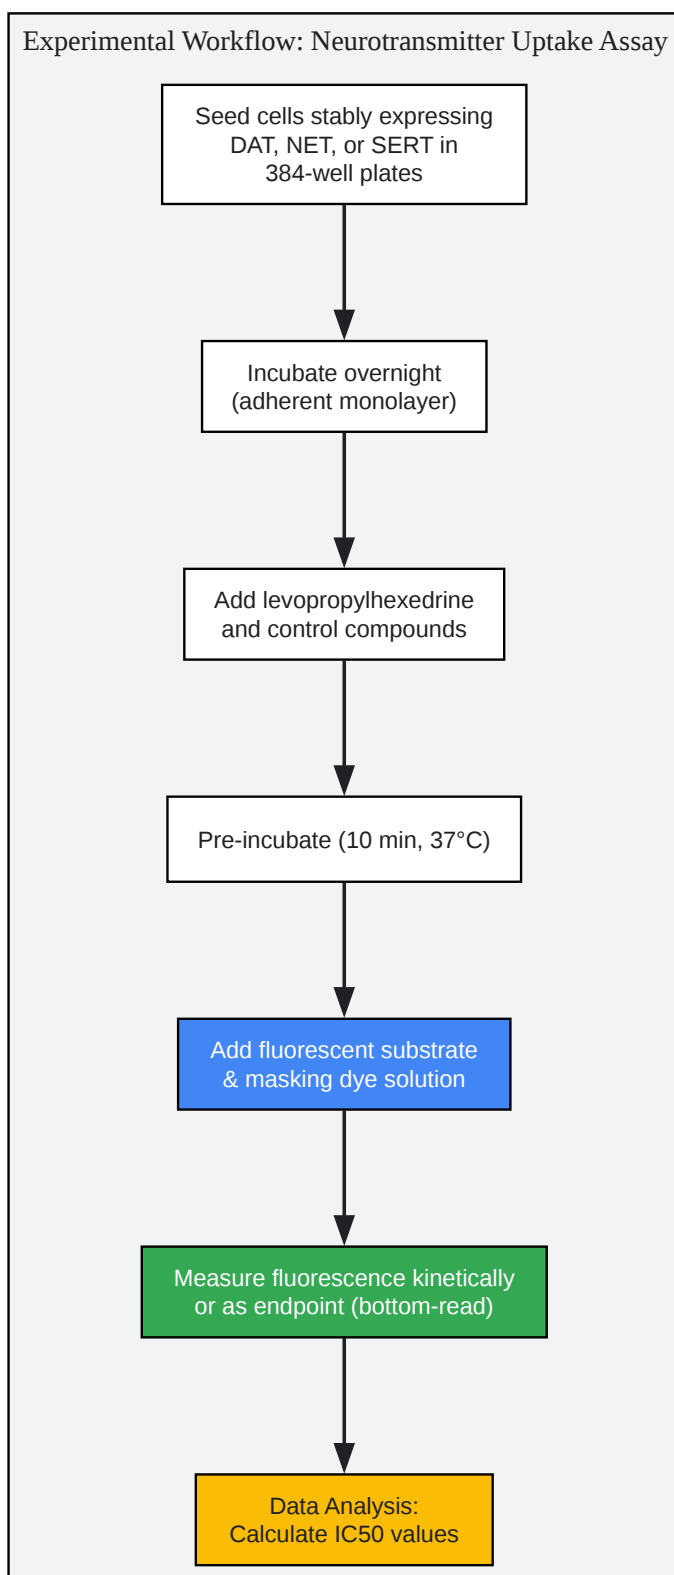 Experimental Workflow: Neurotransmitter Uptake Assay
Seed cells stably expressing
DAT, NET, or SERT in
384-well plates
Incubate overnight
(adherent monolayer)
Add levopropylhexedrine
and control compounds
Pre-incubate (10 min, 37°C)
Add fluorescent substrate
& masking dye solution
Measure fluorescence kinetically
or as endpoint (bottom-read)
Data Analysis:
Calculate IC50 values